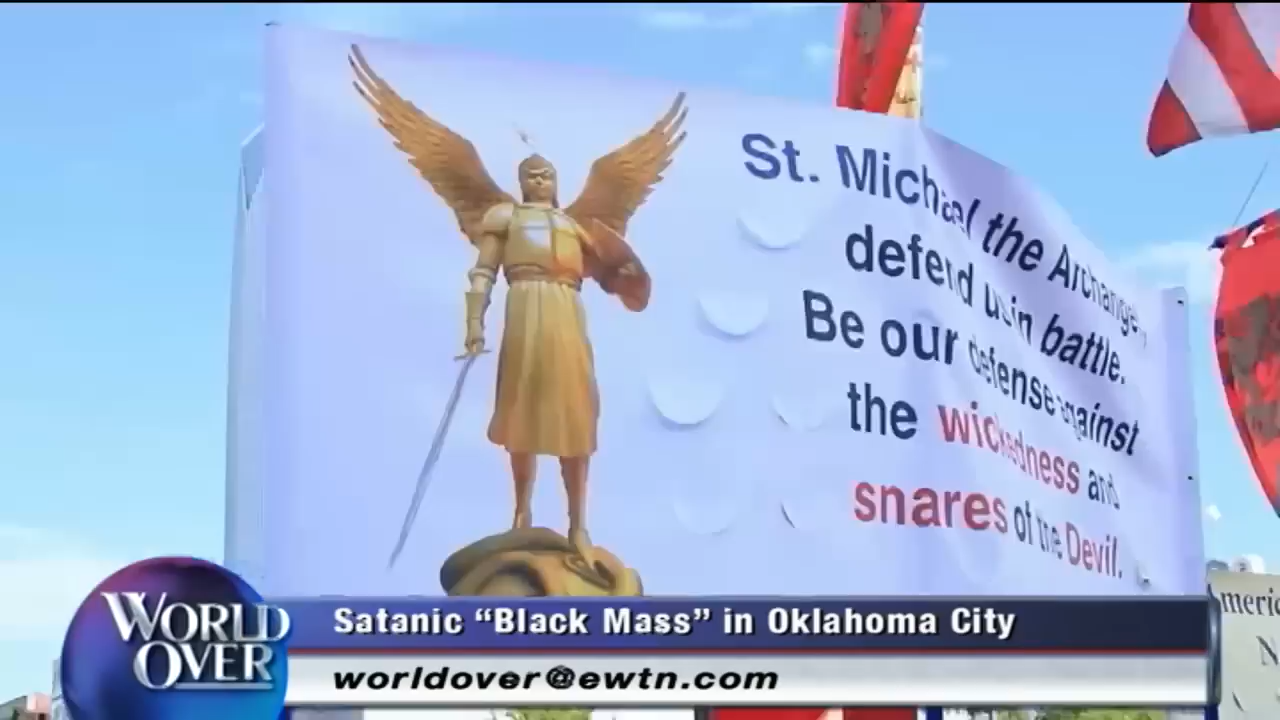 St. Michael the Archangel,
defend us in battle.
Be our defense against
the wickedness and
snares of the Devil.
WORLD
OVER
Satanic “Black Mass” in Oklahoma City
worldover@ewtn.com